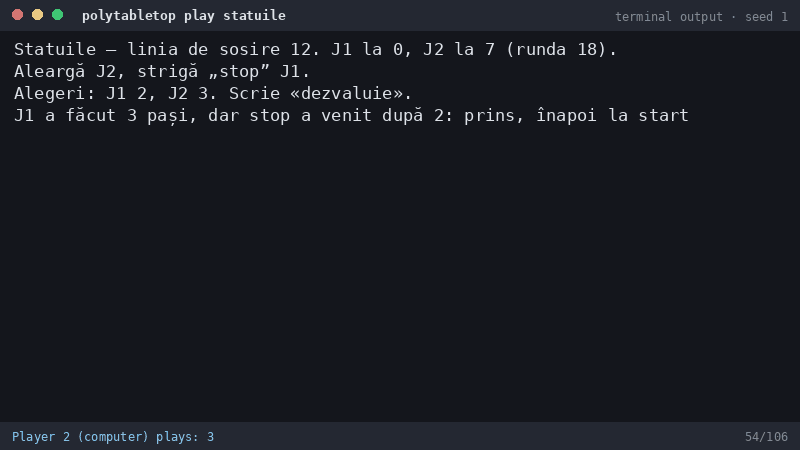 polytabletop play statuile
terminal output · seed 1
Statuile — linia de sosire 12. J1 la 0, J2 la 7 (runda 18).
Aleargă J2, strigă „stop” J1.
Alegeri: J1 2, J2 3. Scrie «dezvaluie».
J1 a făcut 3 pași, dar stop a venit după 2: prins, înapoi la start
Player 2 (computer) plays: 3
54/106